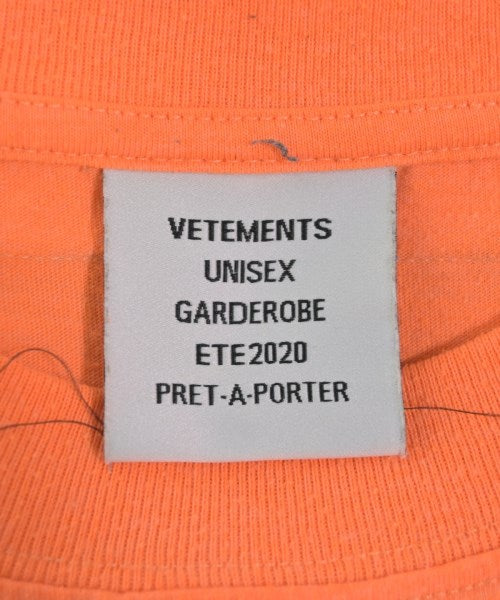 VETEMENTS
UNISEX
GARDEROBE
ETE2020
PRET-A-PORTER